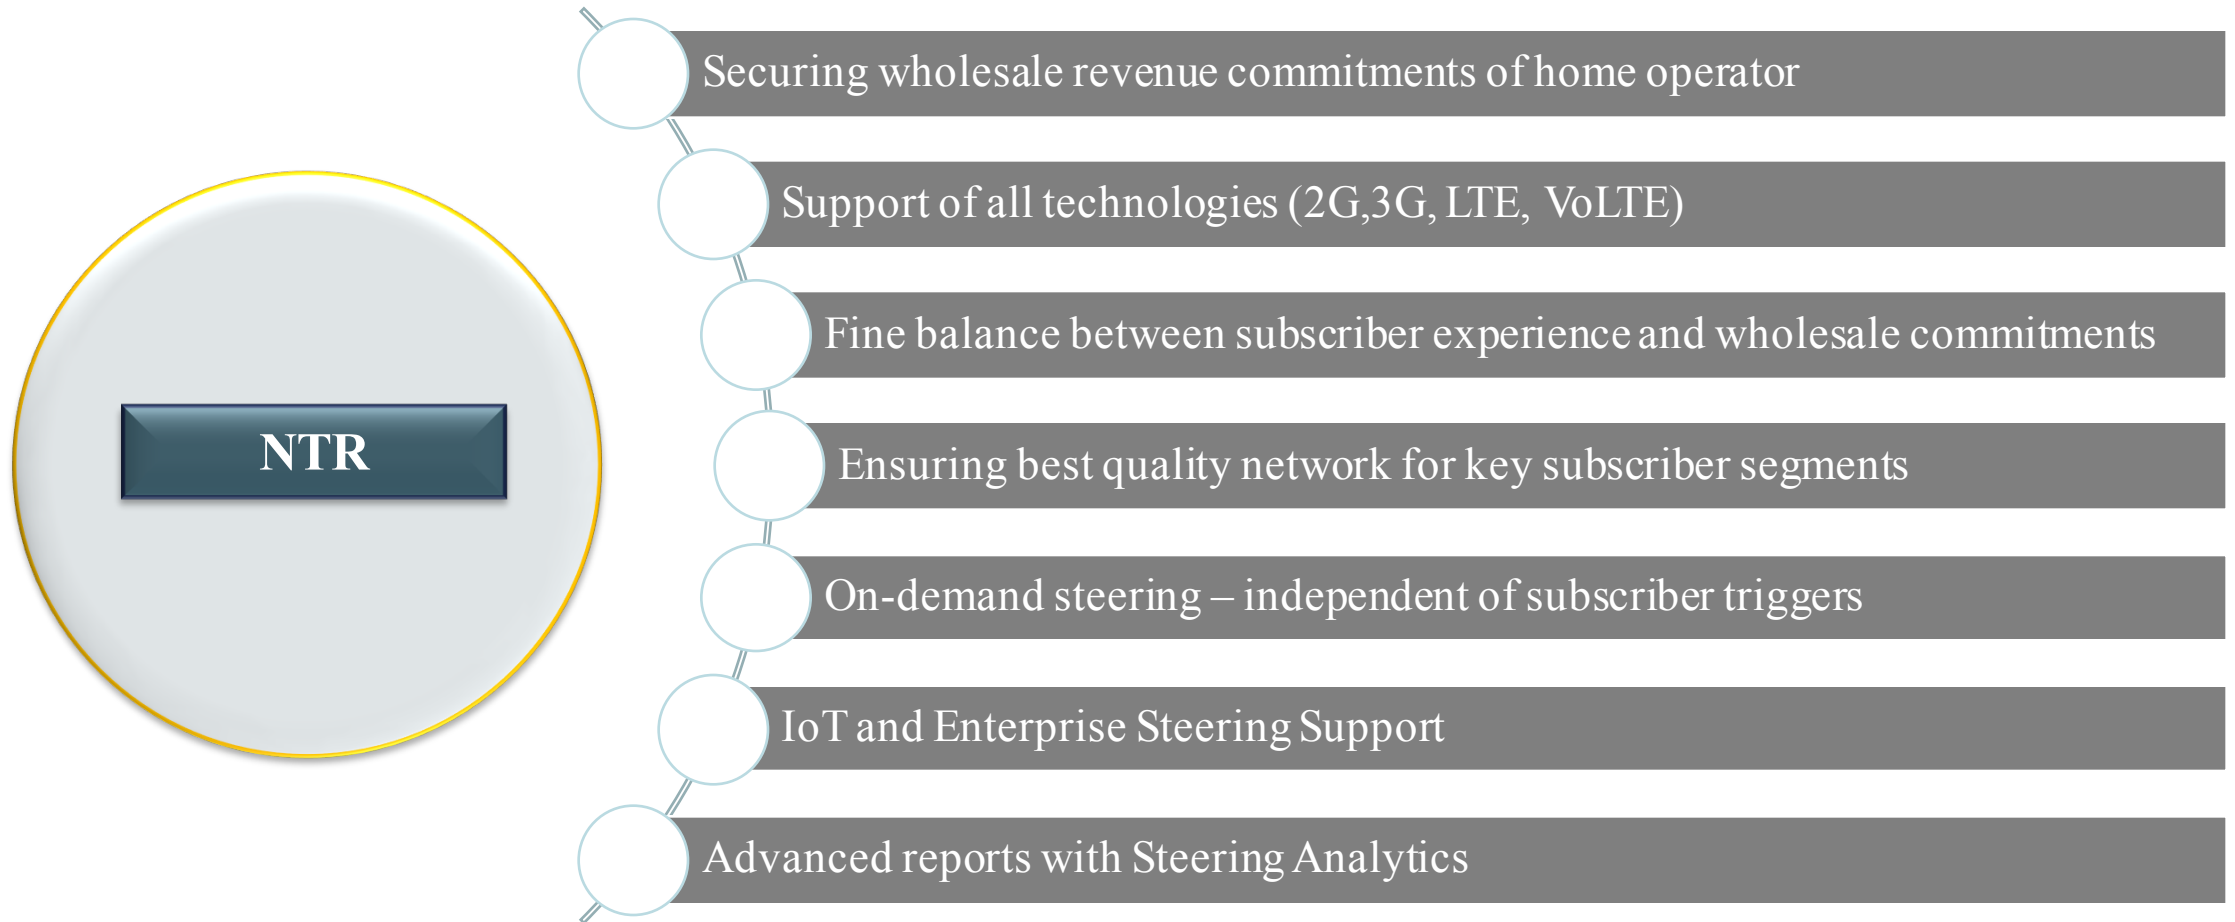 NTR
Securing wholesale revenue commitments of home operator
Support of all technologies (2G,3G, LTE, VoLTE)
Fine balance between subscriber experience and wholesale commitments
Ensuring best quality network for key subscriber segments
On-demand steering – independent of subscriber triggers
IoT and Enterprise Steering Support
Advanced reports with Steering Analytics